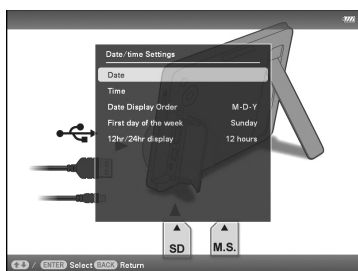 Date/time Settings
Date
Time
Date Display Order M-D-Y
First day of the week Sunday
12hr/24hr display 12 hours
SD M.S.
/ ENTER Select BACK Return